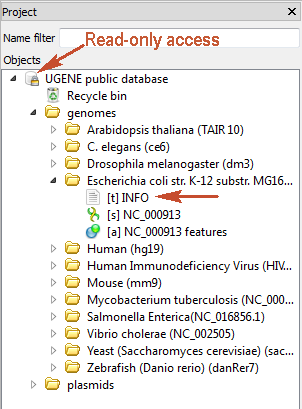 Project
Name filter
Read-only access
Objects
UGENE public database
Recycle bin
genomes
Arabidopsis thaliana (TAIR 10)
C. elegans (ce6)
Drosophila melanogaster (dm3)
Escherichia coli str. K-12 substr. MG16...
[t] INFO
[s] NC_000913
[a] NC_000913 features
Human (hg19)
Human Immunodeficiency Virus (HIV...
Mouse (mm9)
Mycobacterium tuberculosis (NC_000...
Salmonella Enterica(NC_016856.1)
Vibrio cholerae (NC_002505)
Yeast (Saccharomyces cerevisiae) (sac...
Zebrafish (Danio rerio) (danRer7)
plasmids